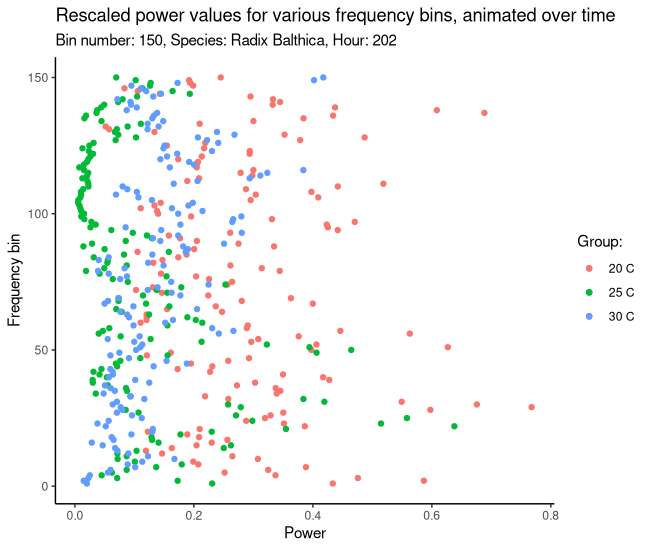 Rescaled power values for various frequency bins, animated over time
Bin number: 150, Species: Radix Balthica, Hour: 202
150
100
50
0
Frequency bin
0.0
0.2
0.4
0.6
0.8
Power
Group:
20 C
25 C
30 C